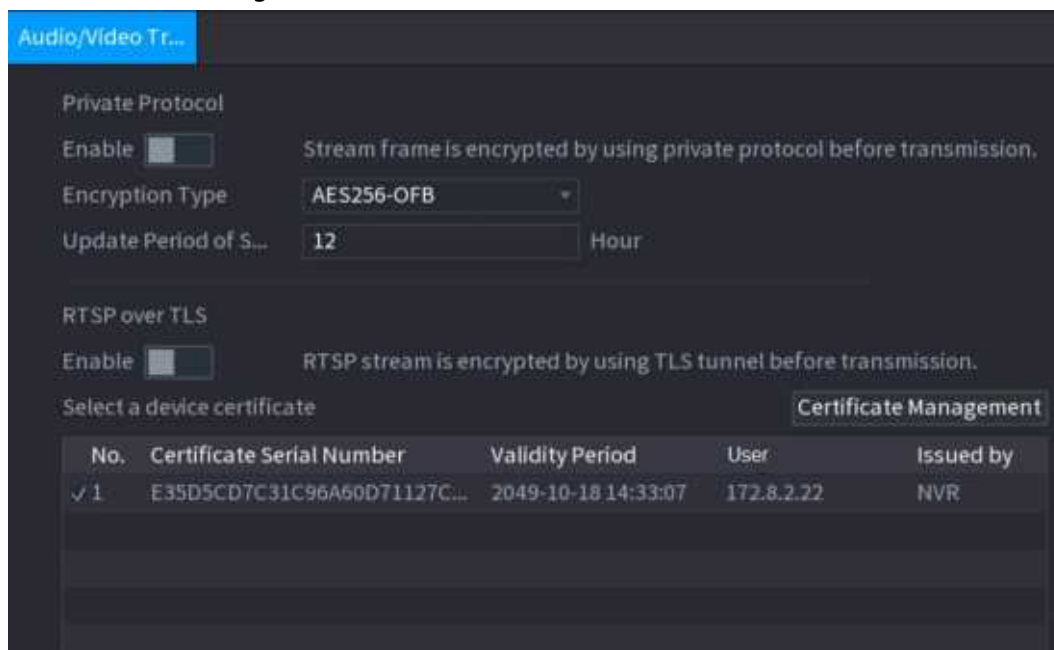 Audio/Video Tr...
Private Protocol
Enable Stream frame is encrypted by using private protocol before transmission.
Encryption Type AES256-OFB
Update Period of S... 12 Hour
RTSP over TLS
Enable RTSP stream is encrypted by using TLS tunnel before transmission.
Select a device certificate Certificate Management
No. Certificate Serial Number Validity Period User Issued by
1 E35D5CD7C31C96A60D71127C... 2049-10-18 14:33:07 172.8.2.22 NVR